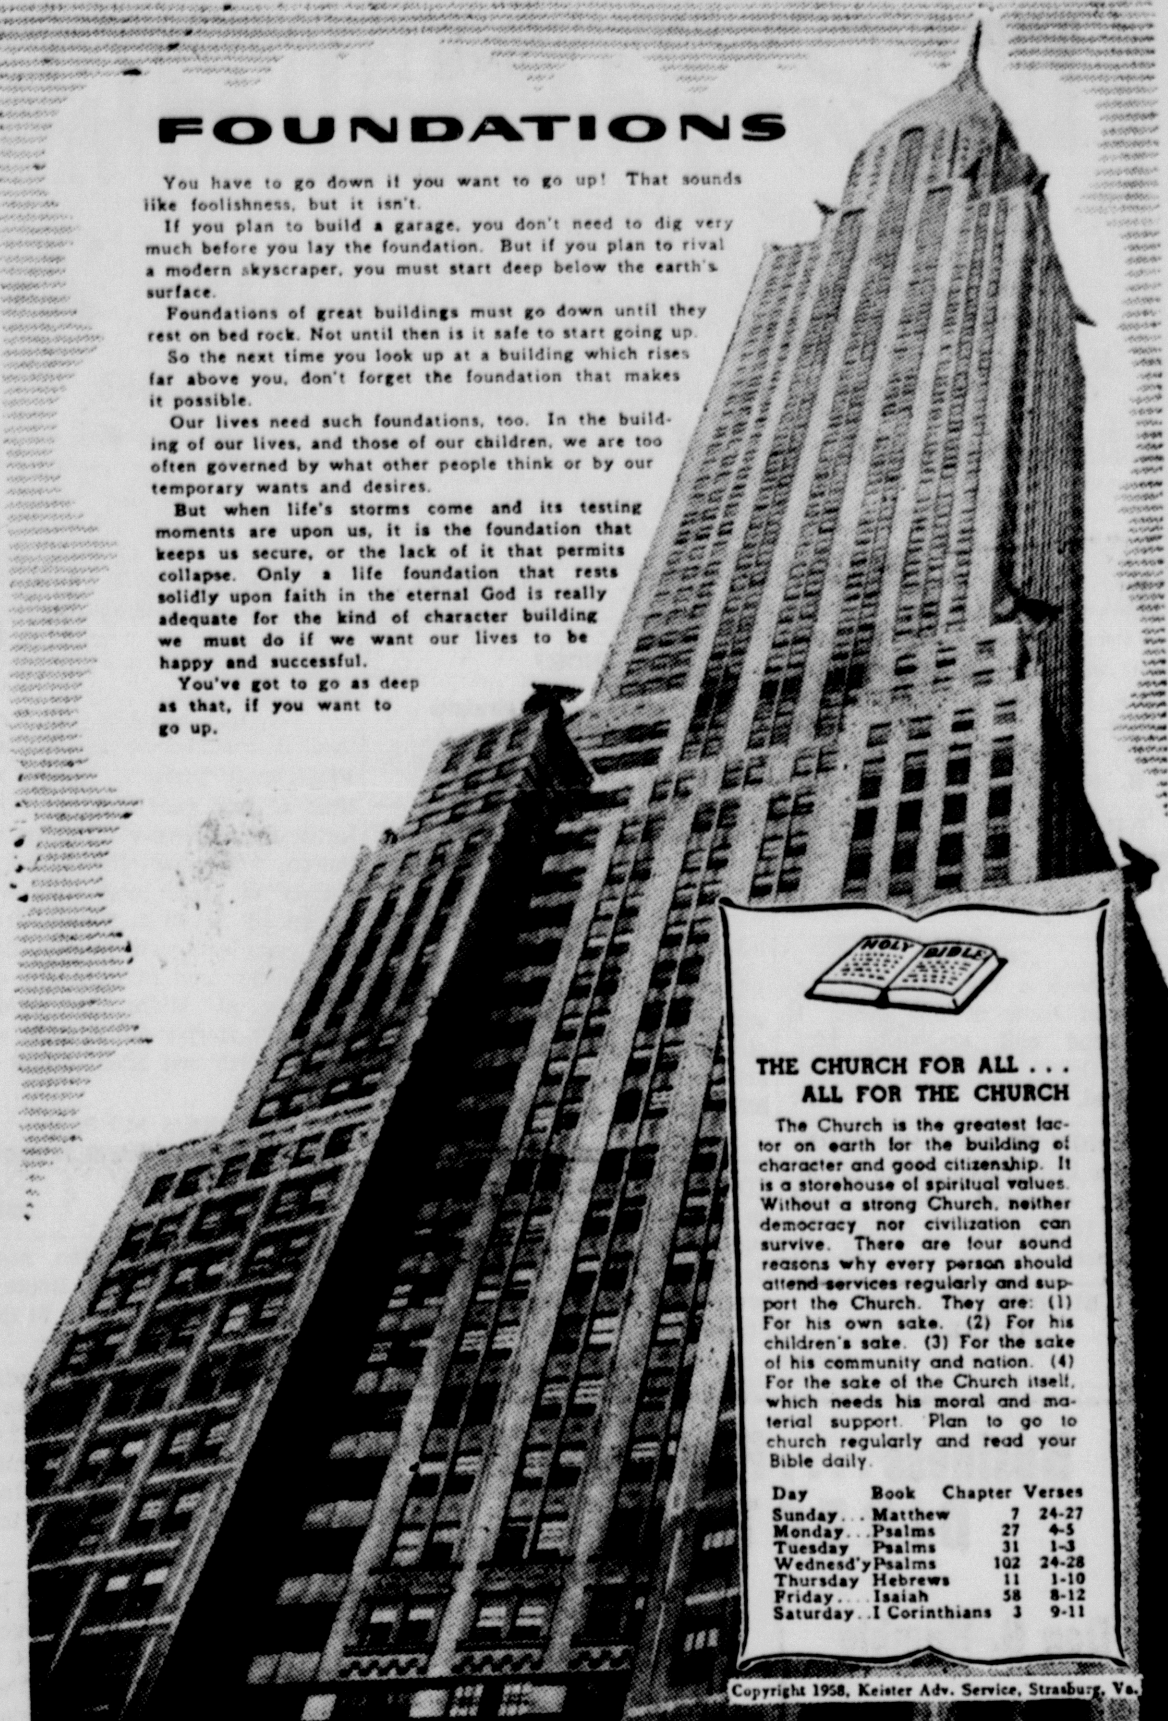 FOUNDATIONS
You have to go down if you want to go up! That sounds
like foolishness, but it isn't.
If you plan to build a garage, you don't need to dig very
much before you lay the foundation. But if you plan to rival
a modern skyscraper, you must start deep below the earth's
surface.
Foundations of great buildings must go down until they
rest on bed rock. Not until then is it safe to start going up.
So the next time you look up at a building which rises
far above you, don't forget the foundation that makes
it possible.
Our lives need such foundations, too. In the build-
ing of our lives, and those of our children, we are too
often governed by what other people think or by our
temporary wants and desires.
But when life's storms come and its testing
moments are upon us, it is the foundation that
keeps us secure, or the lack of it that permits
collapse. Only a life foundation that rests
solidly upon faith in the eternal God is really
adequate for the kind of character building
we must do if we want our lives to be
happy and successful.
You've got to go as deep
as that, if you want to
go up.
HOLY BIBLE
THE CHURCH FOR ALL . . .
ALL FOR THE CHURCH
The Church is the greatest fac-
tor on earth for the building of
character and good citizenship. It
is a storehouse of spiritual values.
Without a strong Church, neither
democracy nor civilization can
survive. There are four sound
reasons why every person should
attend services regularly and sup-
port the Church. They are: (1)
For his own sake. (2) For his
children's sake. (3) For the sake
of his community and nation. (4)
For the sake of the Church itself,
which needs his moral and ma-
terial support. Plan to go to
church regularly and read your
Bible daily.
Day Book Chapter Verses
Sunday . . Matthew 7 24-27
Monday . . Psalms 27 4-5
Tuesday Psalms 31 1-3
Wednesd'y Psalms 102 24-28
Thursday Hebrews 11 1-10
Friday . . . Isaiah 58 8-12
Saturday . . I Corinthians 3 9-11
Copyright 1958, Keister Adv. Service, Strasburg, Va.